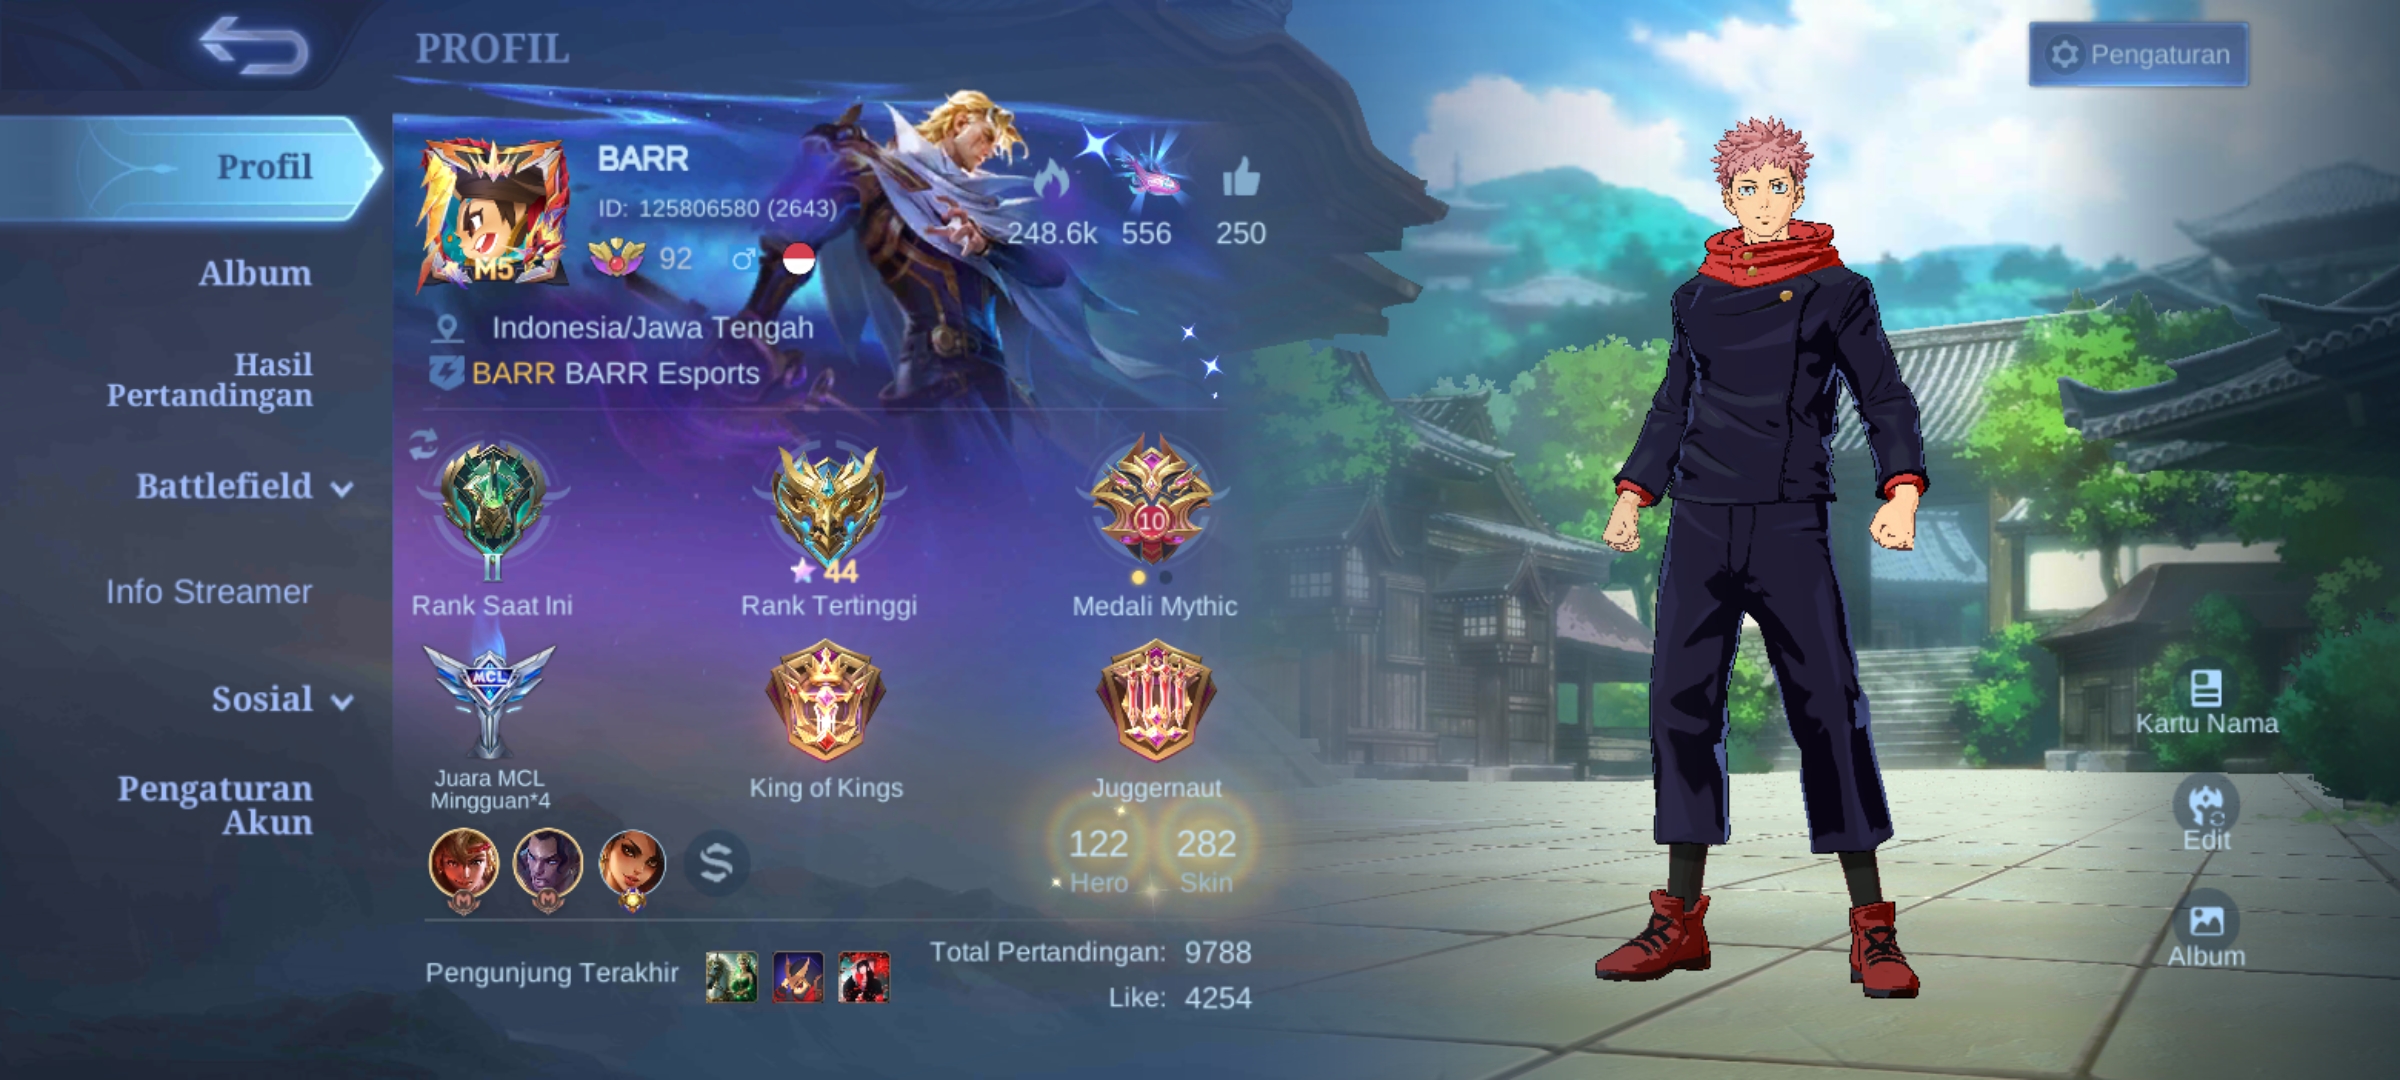 PROFIL
Pengaturan
Profil
Album
Hasil
Pertandingan
Battlefield
Info Streamer
Sosial
Pengaturan
Akun
M5
BARR
ID: 125806580 (2643)
92
248.6k
556
250
Indonesia/Jawa Tengah
BARR BARR Esports
II
44
10
Rank Saat Ini
Rank Tertinggi
Medali Mythic
MCL
Juara MCL
Mingguan*4
King of Kings
Juggernaut
M
M
122
282
Hero
Skin
Pengunjung Terakhir
Total Pertandingan: 9788
Like: 4254
Kartu Nama
Edit
Album